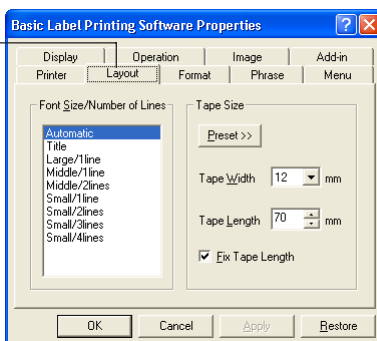 Basic Label Printing Software Properties
Display Operation Image Add-in
Printer Layout Format Phrase Menu
Font Size/Number of Lines
Automatic
Title
Large/1line
Middle/1line
Middle/2lines
Small/1line
Small/2lines
Small/3lines
Small/4lines
Tape Size
Preset >>
Tape Width 12 mm
Tape Length 70 mm
Fix Tape Length
OK Cancel Apply Restore